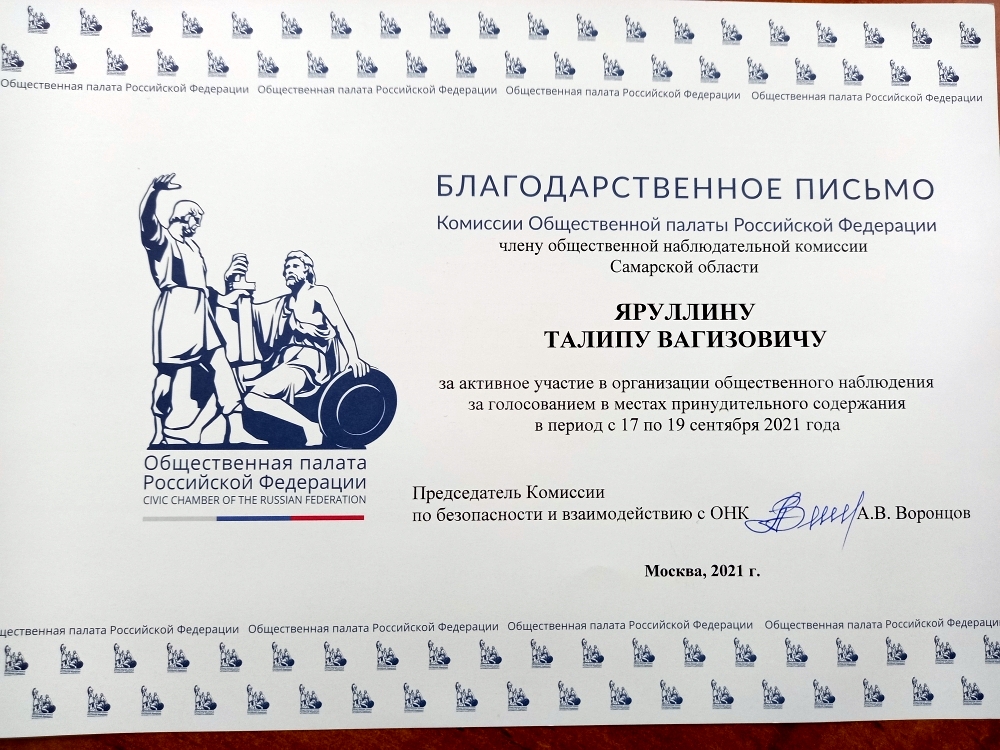 Общественная палата Российской Федерации Общественная палата Российской Федерации Общественная палата Российской Федерации Общественная палата Российской Федерации
БЛАГОДАРСТВЕННОЕ ПИСЬМО
Комиссии Общественной палаты Российской Федерации
члену общественной наблюдательной комиссии
Самарской области
ЯРУЛЛИНУ
ТАЛИПУ ВАГИЗОВИЧУ
за активное участие в организации общественного наблюдения
за голосованием в местах принудительного содержания
в период с 17 по 19 сентября 2021 года
Общественная палата
Российской Федерации
CIVIC CHAMBER OF THE RUSSIAN FEDERATION
Председатель Комиссии
по безопасности и взаимодействию с ОНК А.В. Воронцов
Москва, 2021 г.
щественная палата Российской Федерации Общественная палата Российской Федерации Общественная палата Российской Федерации Общественная палата Российской Федерации